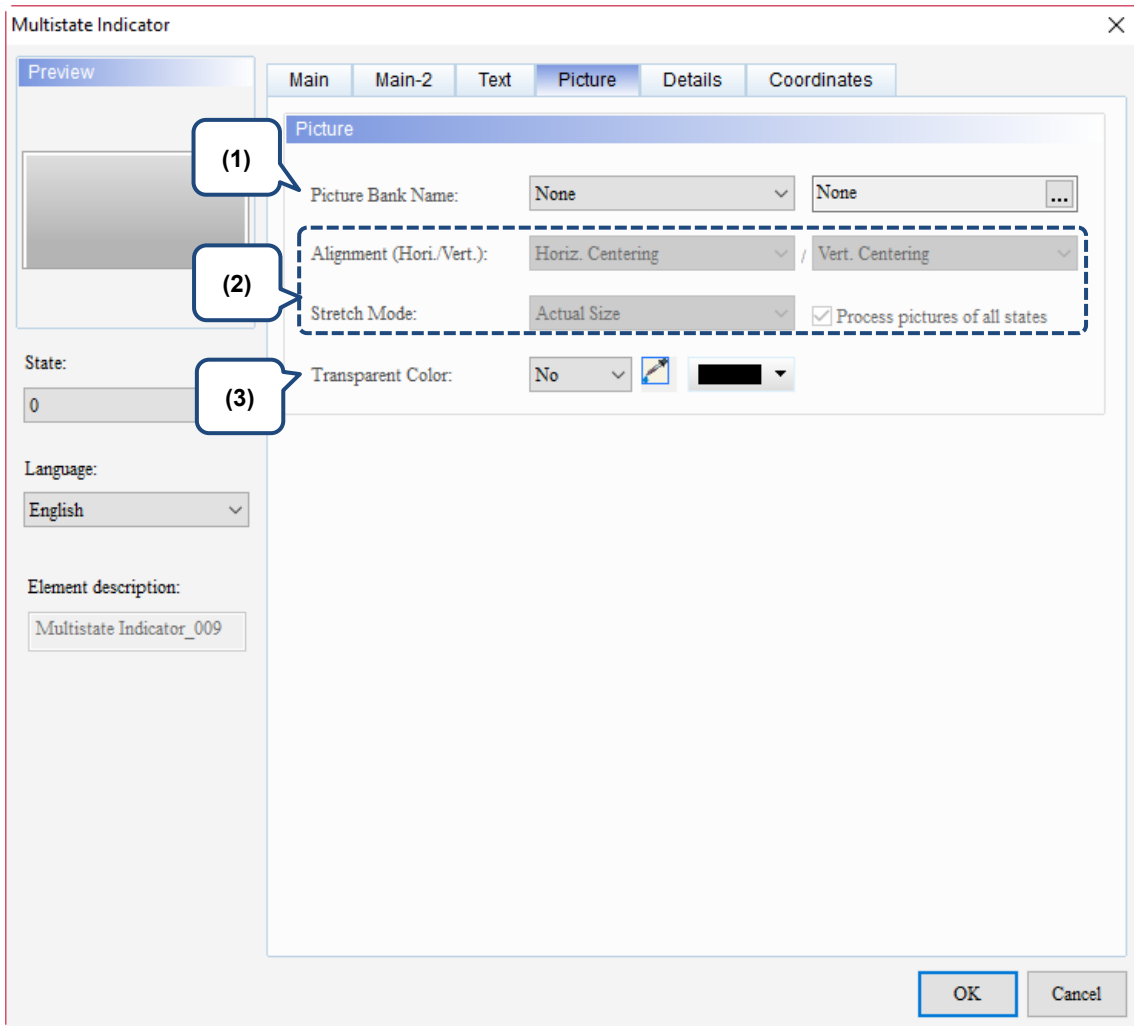 Multistate Indicator
Preview
Main Main-2 Text Picture Details Coordinates
Picture
(1)
Picture Bank Name: None None ...
(2)
Alignment (Hori./Vert.): Horiz. Centering / Vert. Centering
Stretch Mode: Actual Size Process pictures of all states
(3)
Transparent Color: No
State:
0
Language:
English
Element description:
Multistate Indicator_009
OK Cancel